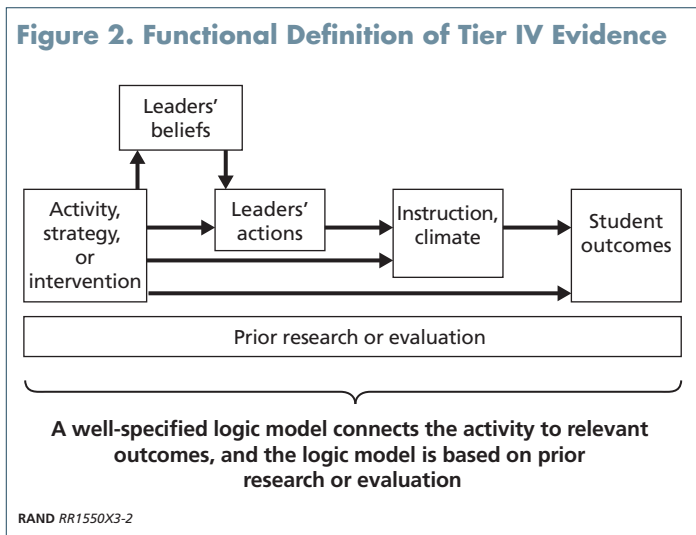 Figure 2. Functional Definition of Tier IV Evidence
Leaders’
beliefs
Activity,
strategy,
or
intervention
Leaders’
actions
Instruction,
climate
Student
outcomes
Prior research or evaluation
A well-specified logic model connects the activity to relevant
outcomes, and the logic model is based on prior
research or evaluation
RAND RR1550X3-2